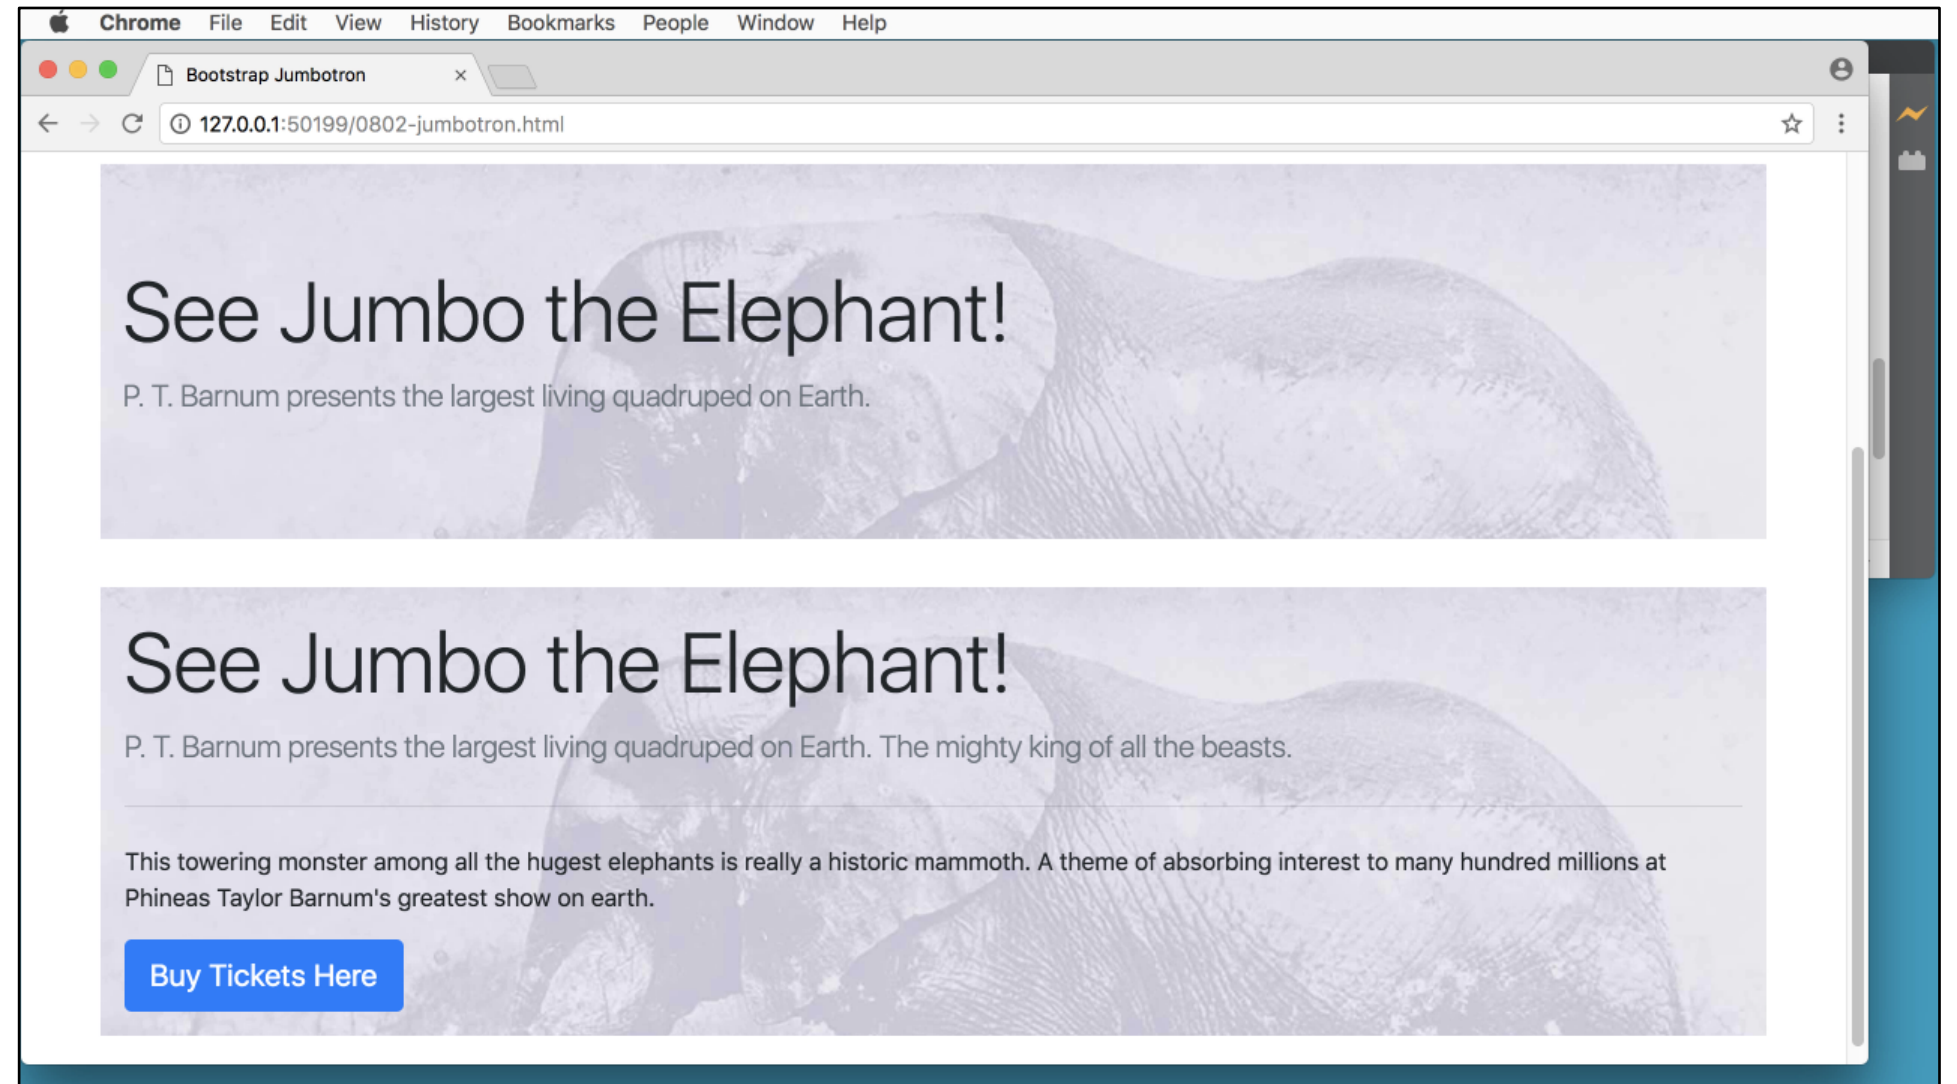 Chrome File Edit View History Bookmarks People Window Help
Bootstrap Jumbotron
127.0.0.1:50199/0802-jumbotron.html
See Jumbo the Elephant!
P. T. Barnum presents the largest living quadruped on Earth.
See Jumbo the Elephant!
P. T. Barnum presents the largest living quadruped on Earth. The mighty king of all the beasts.
This towering monster among all the hugest elephants is really a historic mammoth. A theme of absorbing interest to many hundred millions at
Phineas Taylor Barnum's greatest show on earth.
Buy Tickets Here